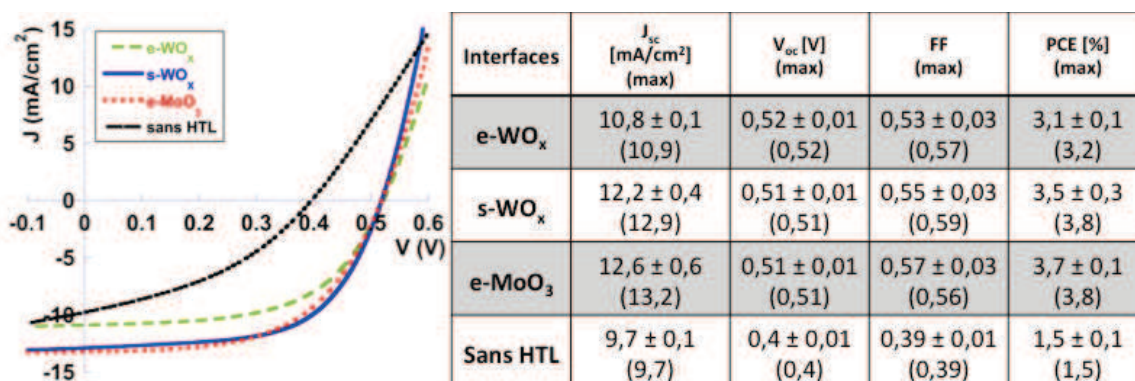 15
10
5
0
-5
-10
-15
J (mA/cm²)
e-WOₓ
s-WOₓ
e-MoO₃
sans HTL
-0.1 0 0.1 0.2 0.3 0.4 0.5 0.6
V (V)
Interfaces
J_sc
[mA/cm²]
(max)
V_oc [V]
(max)
FF
(max)
PCE [%]
(max)
e-WOₓ
10,8 ± 0,1 0,52 ± 0,01 0,53 ± 0,03 3,1 ± 0,1
(10,9) (0,52) (0,57) (3,2)
s-WOₓ
12,2 ± 0,4 0,51 ± 0,01 0,55 ± 0,03 3,5 ± 0,3
(12,9) (0,51) (0,59) (3,8)
e-MoO₃
12,6 ± 0,6 0,51 ± 0,01 0,57 ± 0,03 3,7 ± 0,1
(13,2) (0,51) (0,56) (3,8)
Sans HTL
9,7 ± 0,1 0,4 ± 0,01 0,39 ± 0,01 1,5 ± 0,1
(9,7) (0,4) (0,39) (1,5)